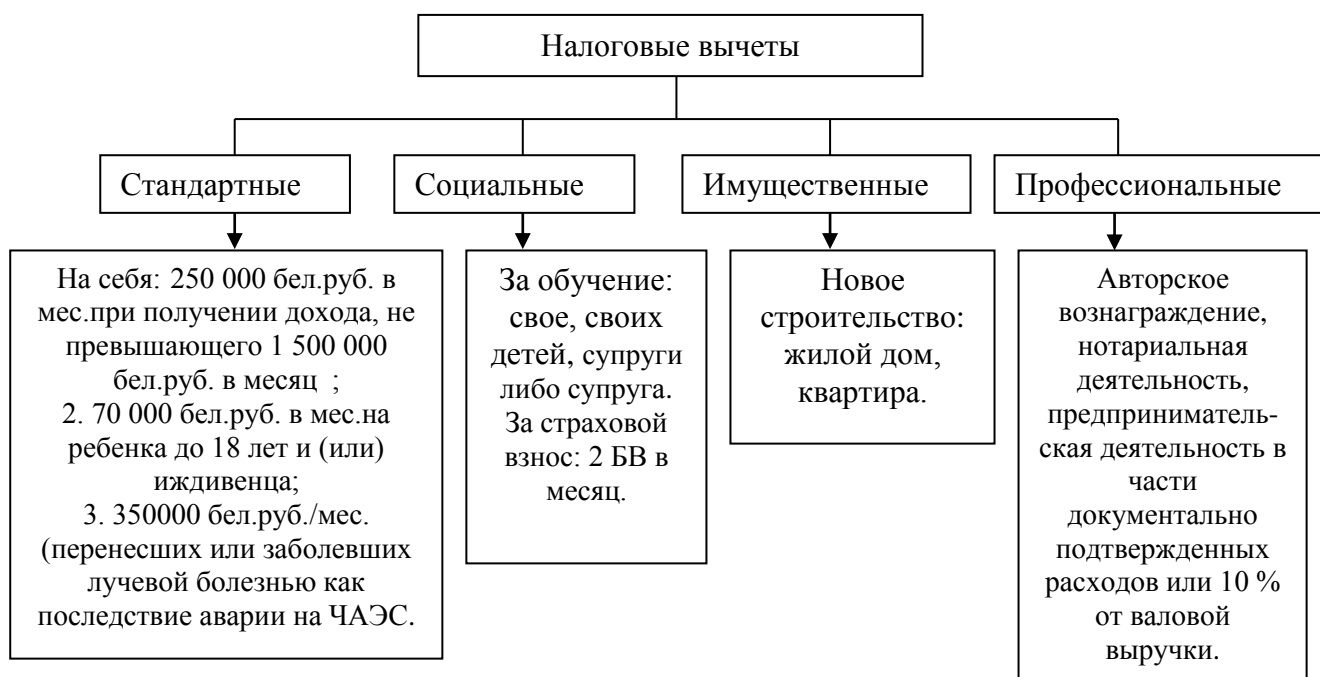 Налоговые вычеты
Стандартные
Социальные
Имущественные
Профессиональные
На себя: 250 000 бел.руб. в
мес.при получении дохода, не
превышающего 1 500 000
бел.руб. в месяц ;
2. 70 000 бел.руб. в мес.на
ребенка до 18 лет и (или)
иждивенца;
3. 350000 бел.руб./мес.
(перенесших или заболевших
лучевой болезнью как
последствие аварии на ЧАЭС.
За обучение:
свое, своих
детей, супруги
либо супруга.
За страховой
взнос: 2 БВ в
месяц.
Новое
строительство:
жилой дом,
квартира.
Авторское
вознаграждение,
нотариальная
деятельность,
предприниматель-
ская деятельность в
части
документально
подтвержденных
расходов или 10 %
от валовой
выручки.